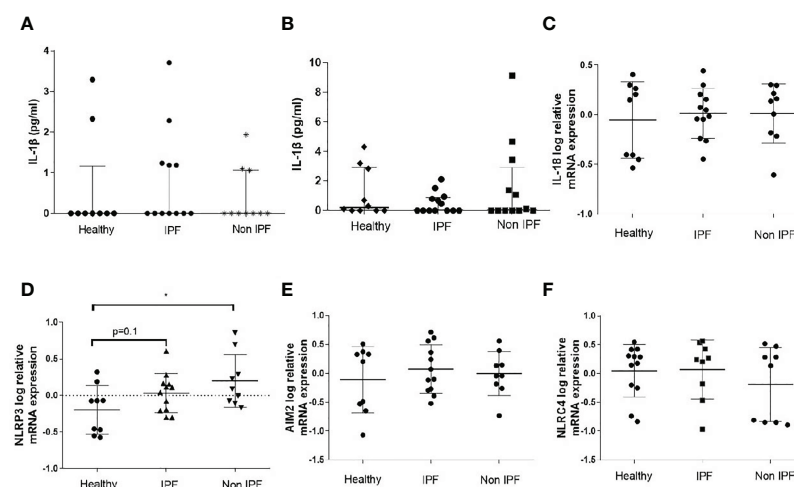 A
IL-1β (pg/ml)
4
3
2
1
0
Healthy
IPF
Non IPF
B
IL-1β (pg/ml)
10
8
6
4
2
0
Healthy
IPF
Non IPF
C
IL-18 log relative
mRNA expression
0.5
0.0
-0.5
-1.0
Healthy
IPF
Non IPF
D
NLRP3 log relative
mRNA expression
1.0
0.5
0.0
-0.5
-1.0
*
p=0.1
Healthy
IPF
Non IPF
E
AIM2 log relative
mRNA expression
1.0
0.5
0.0
-0.5
-1.0
-1.5
Healthy
IPF
Non IPF
F
NLRC4 log relative
mRNA expression
1.0
0.5
0.0
-0.5
-1.0
-1.5
Healthy
IPF
Non IPF